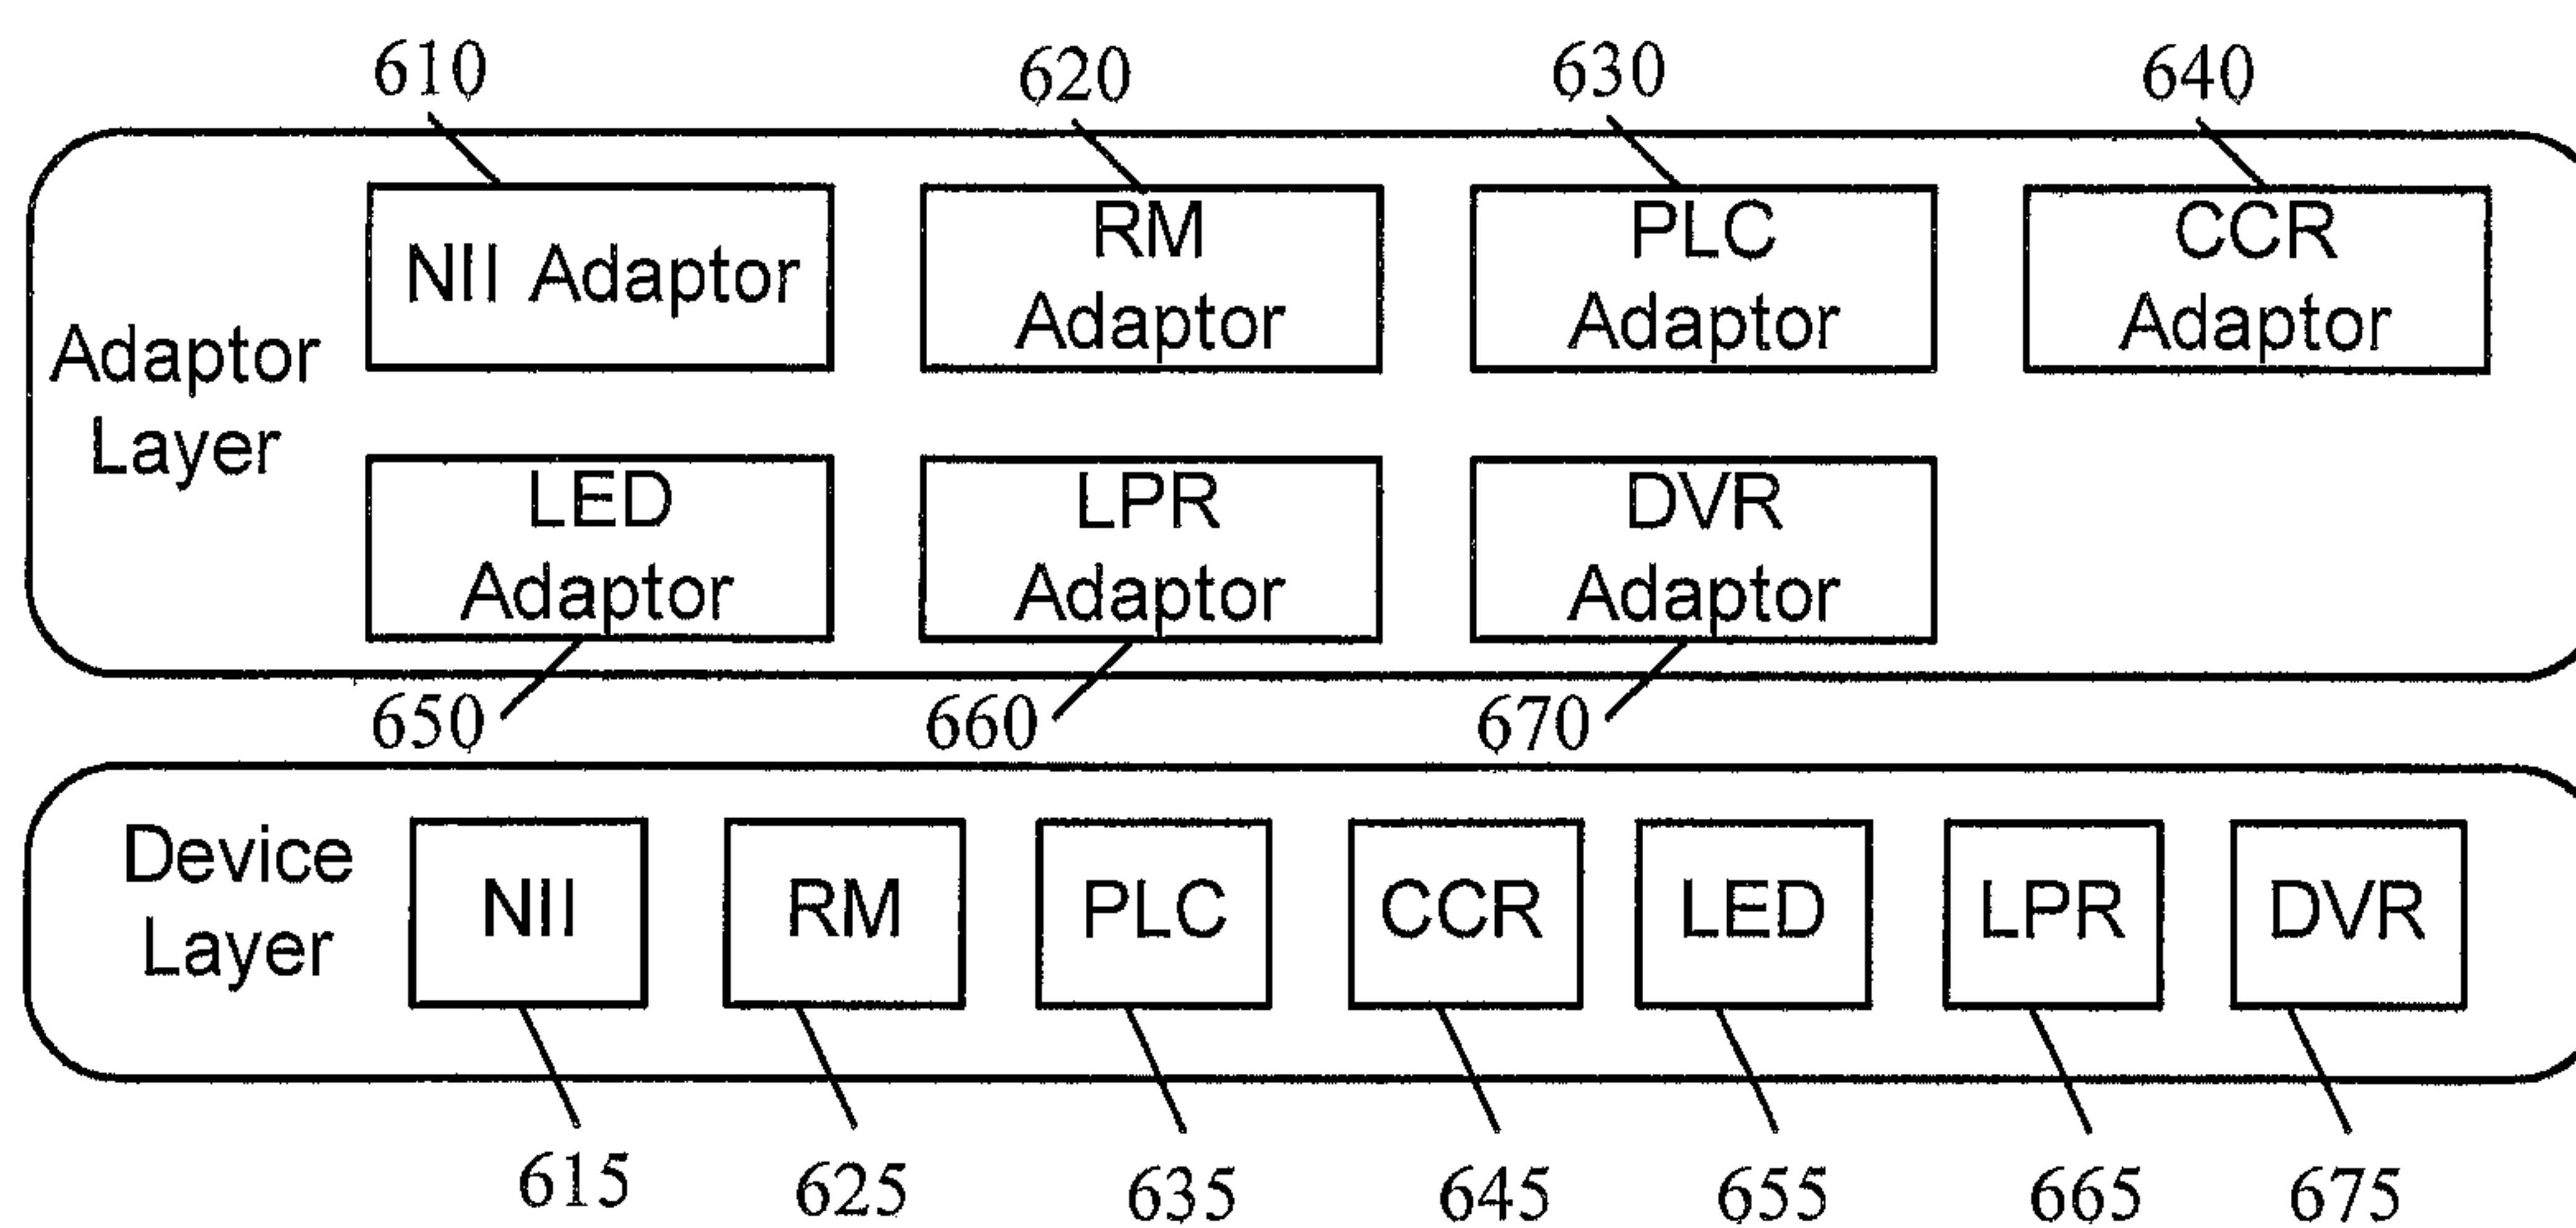 610
620
630
640
NII Adaptor
RM
Adaptor
PLC
Adaptor
CCR
Adaptor
Adaptor
Layer
LED
Adaptor
LPR
Adaptor
DVR
Adaptor
650
660
670
Device
Layer
NII
RM
PLC
CCR
LED
LPR
DVR
615
625
635
645
655
665
675